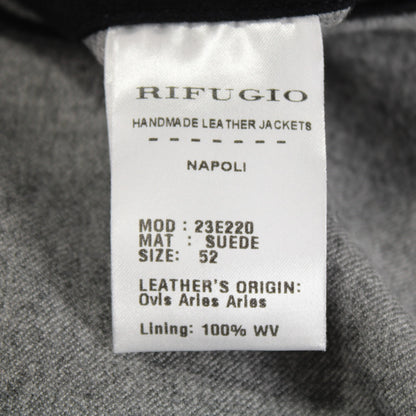 RIFUGIO
HANDMADE LEATHER JACKETS
- - - - - - -
NAPOLI
MOD : 23E220
MAT : SUEDE
SIZE: 52
LEATHER'S ORIGIN:
Ovis Aries Aries
Lining: 100% WV